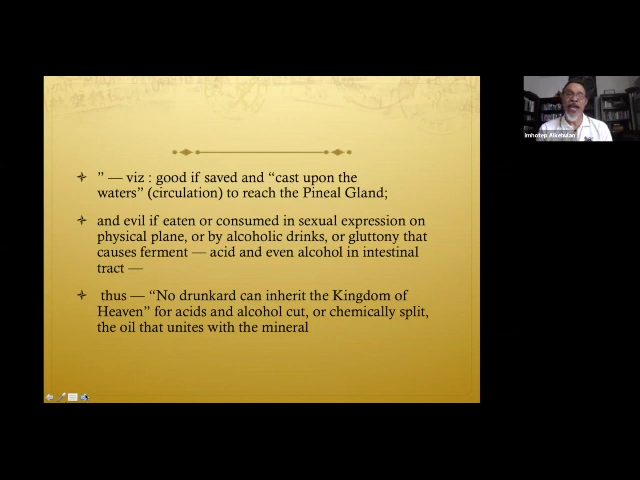 ” — viz : good if saved and “cast upon the
waters” (circulation) to reach the Pineal Gland;
and evil if eaten or consumed in sexual expression on
physical plane, or by alcoholic drinks, or gluttony that
causes ferment — acid and even alcohol in intestinal
tract —
thus — “No drunkard can inherit the Kingdom of
Heaven” for acids and alcohol cut, or chemically split,
the oil that unites with the mineral
Imhotep Alkebulan